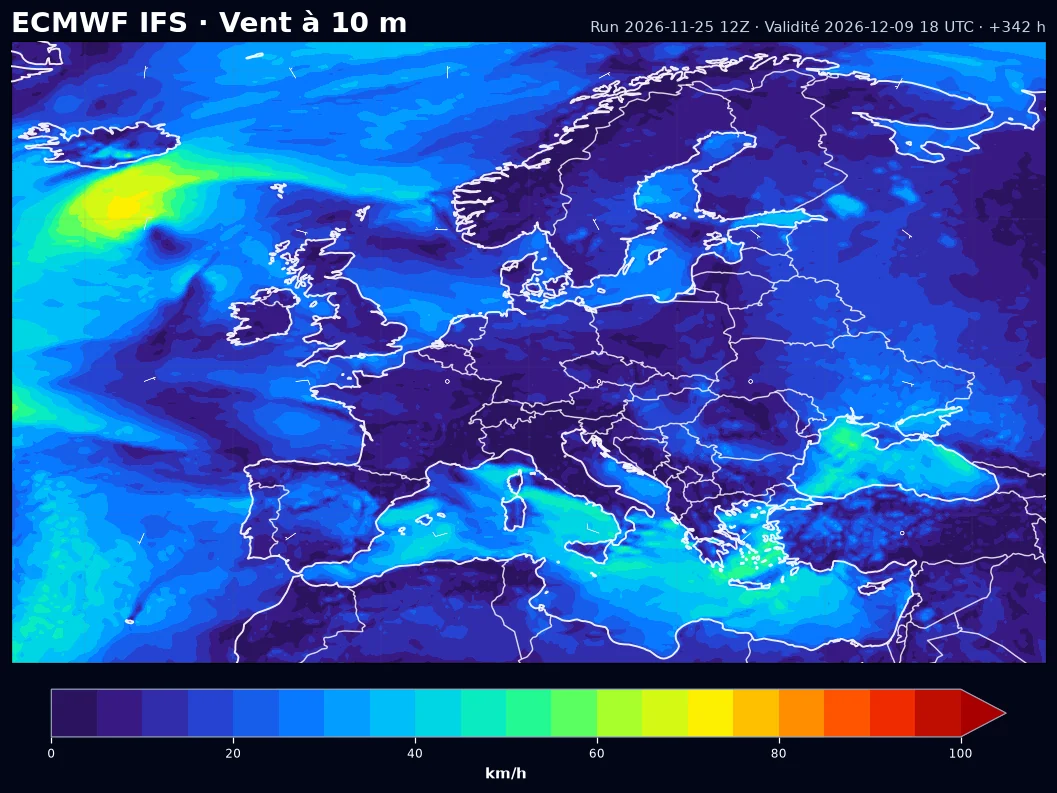 ECMWF IFS · Vent à 10 m
Run 2026-11-25 12Z · Validité 2026-12-09 18 UTC · +342 h
0 20 40 60 80 100
km/h